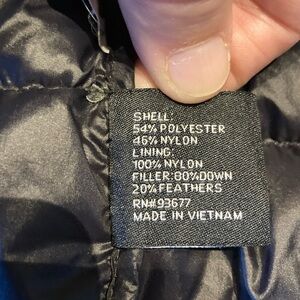 SHELL:
54% POLYESTER
46% NYLON
LINING:
100% NYLON
FILLER: 80% DOWN
20% FEATHERS
RN# 93677
MADE IN VIETNAM